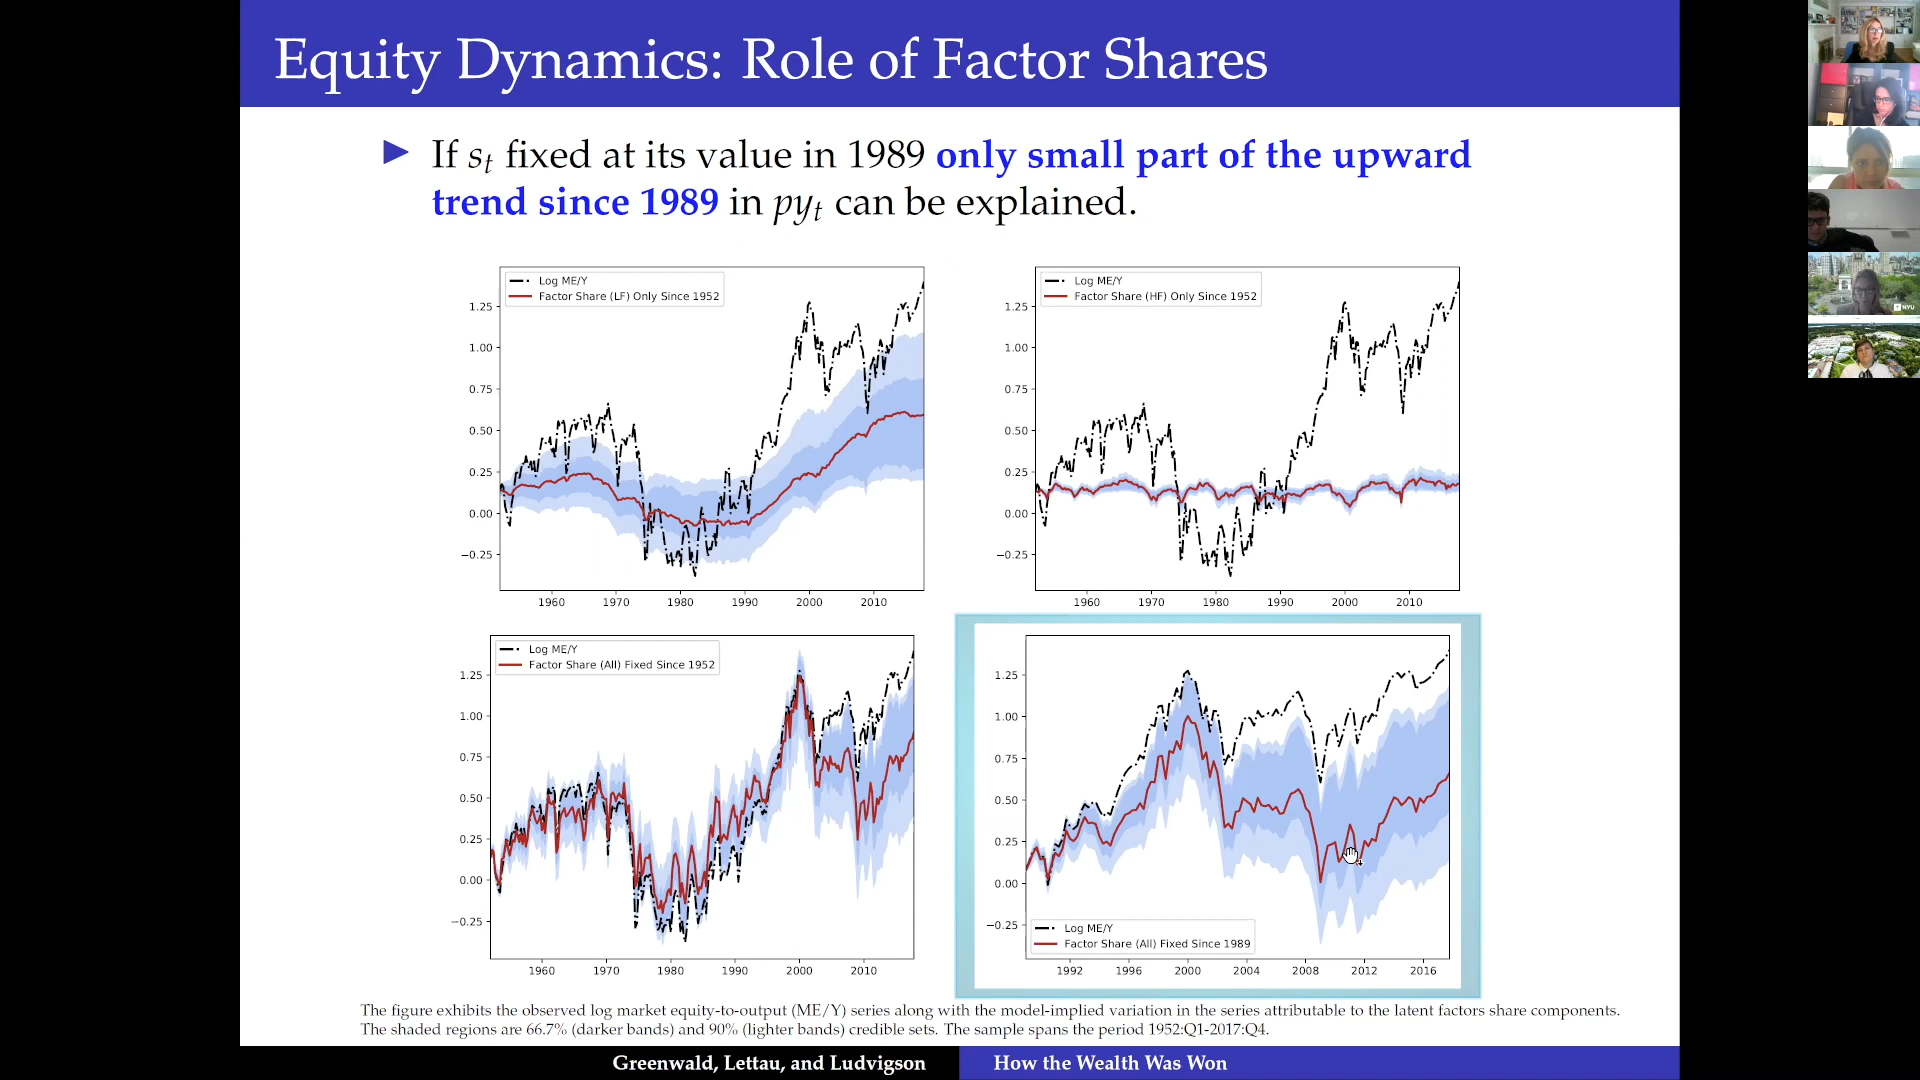 Equity Dynamics: Role of Factor Shares
If sₜ fixed at its value in 1989 only small part of the upward
trend since 1989 in pyₜ can be explained.
Log ME/Y
Factor Share (LF) Only Since 1952
1.25
1.00
0.75
0.50
0.25
0.00
−0.25
1960 1970 1980 1990 2000 2010
Log ME/Y
Factor Share (HF) Only Since 1952
1.25
1.00
0.75
0.50
0.25
0.00
−0.25
1960 1970 1980 1990 2000 2010
Log ME/Y
Factor Share (All) Fixed Since 1952
1.25
1.00
0.75
0.50
0.25
0.00
−0.25
1960 1970 1980 1990 2000 2010
1.25
1.00
0.75
0.50
0.25
0.00
−0.25
Log ME/Y
Factor Share (All) Fixed Since 1989
1992 1996 2000 2004 2008 2012 2016
The figure exhibits the observed log market equity-to-output (ME/Y) series along with the model-implied variation in the series attributable to the latent factors share components.
The shaded regions are 66.7% (darker bands) and 90% (lighter bands) credible sets. The sample spans the period 1952:Q1-2017:Q4.
Greenwald, Lettau, and Ludvigson
How the Wealth Was Won
NYU